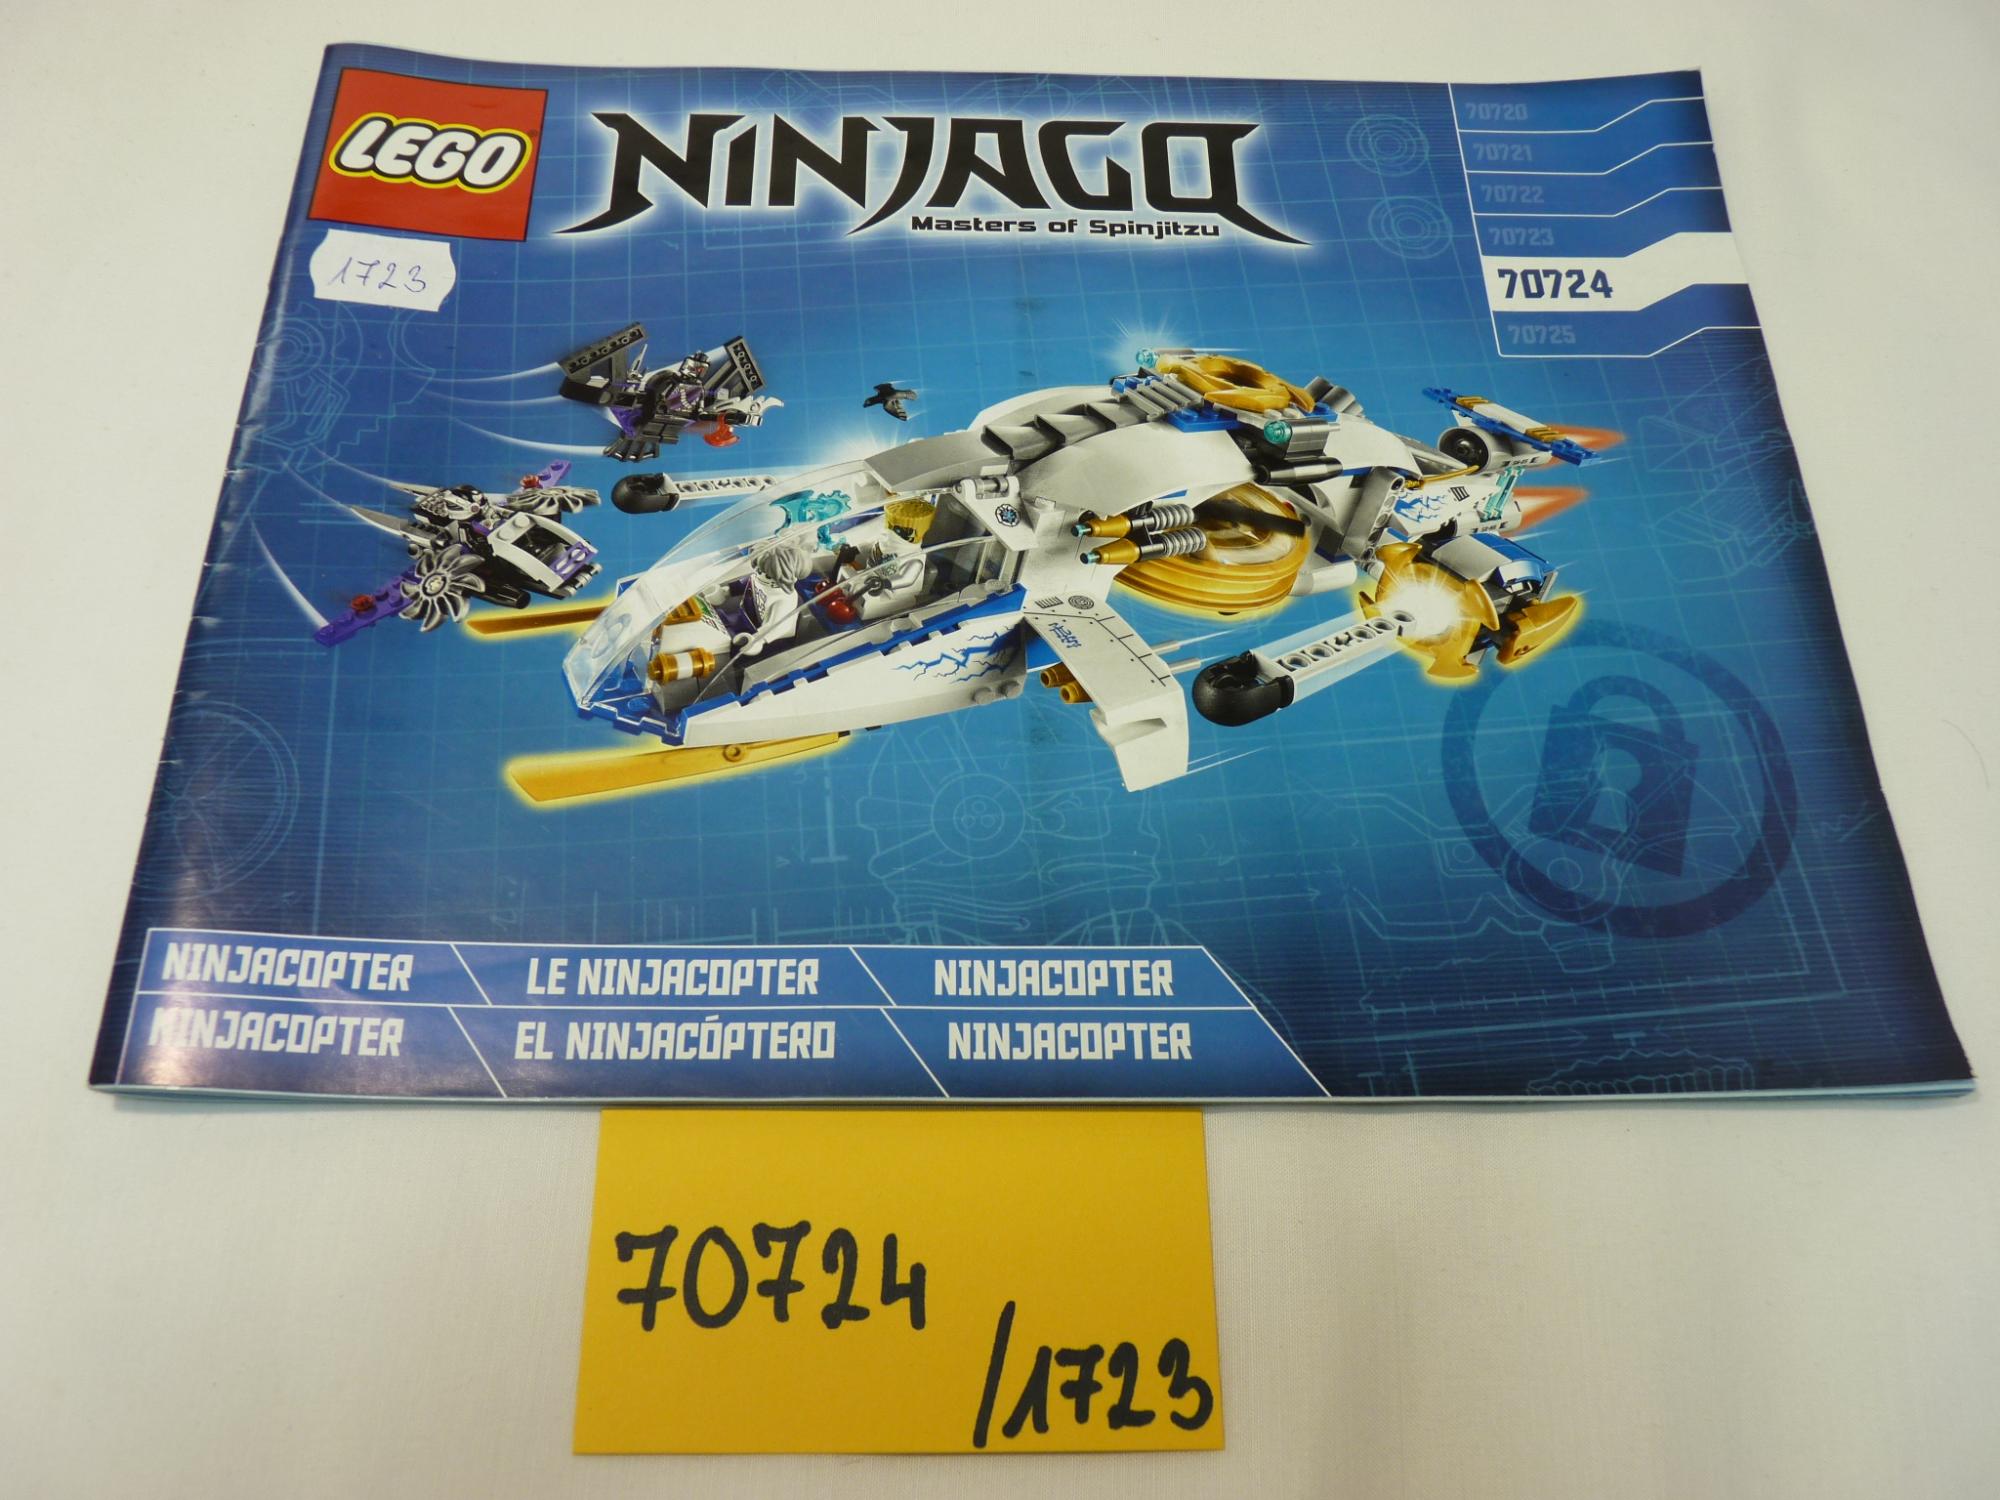 LEGO
NINJAGO
Masters of Spinjitzu
1723
70720
70721
70722
70723
70724
70725
NINJACOPTER
LE NINJACOPTER
NINJACOPTER
NINJACOPTER
EL NINJACÓPTERO
NINJACOPTER
70724
/1723